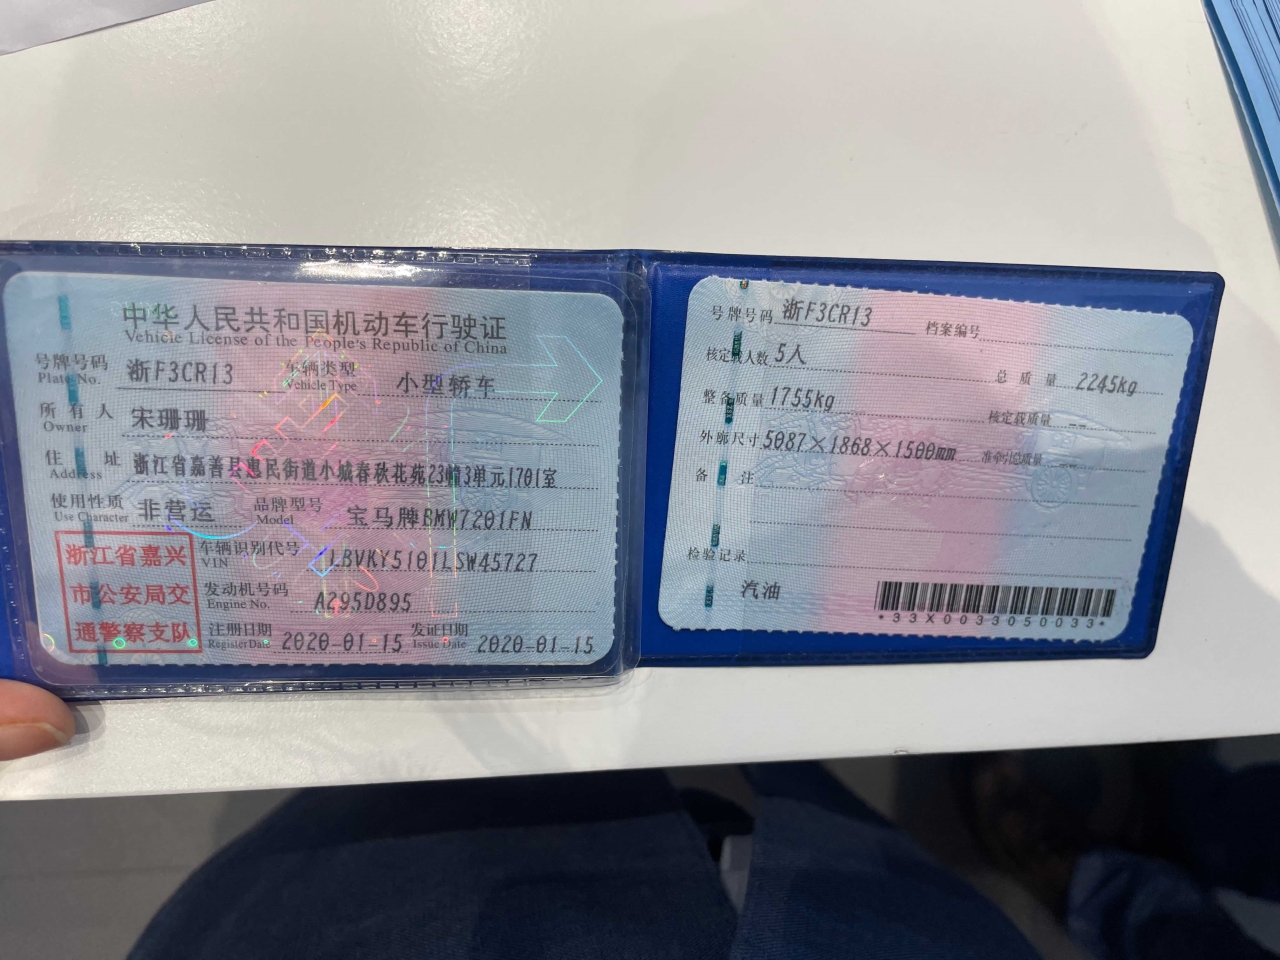 中华人民共和国机动车行驶证
Vehicle License of the People's Republic of China
号牌号码 浙F3CR13 车辆类型 小型轿车
Plate No. Vehicle Type
所有人 宋珊珊
Owner
住址 浙江省嘉善县惠民街道小城春秋花苑23幢3单元1701室
Address
使用性质 非营运 品牌型号 宝马牌BMW7201FN
Use Character Model
浙江省嘉兴
市公安局交
通警察支队
车辆识别代号 LBVKY5101LSW45727
VIN
发动机号码 A295D895
Engine No.
注册日期 2020-01-15 发证日期 2020-01-15
Register Date Issue Date
号牌号码 浙F3CR13 档案编号
核定载人数 5人 总质量 2245kg
整备质量 1755kg 核定载质量 --
外廓尺寸 5087×1868×1500mm 准牵引总质量 --
备注
检验记录
汽油
*33X0033050033*